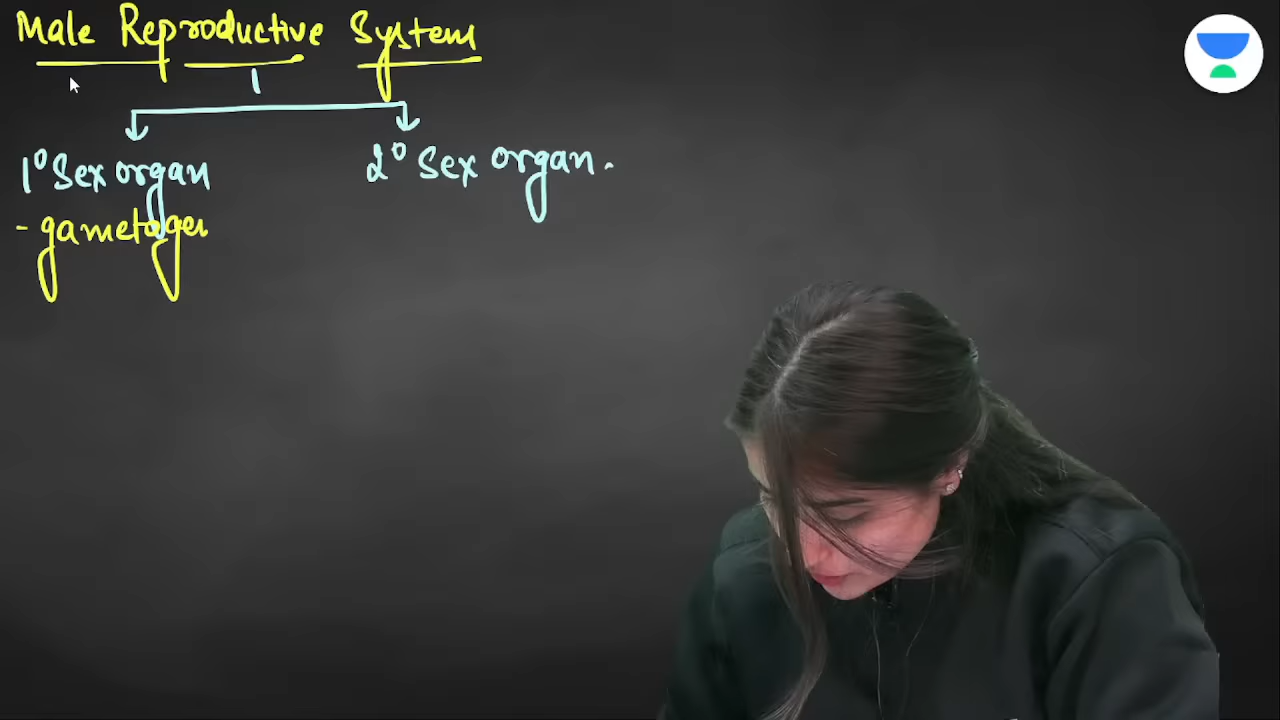 Male Reproductive System
1° Sex organ
2° Sex organ.
- gametogen